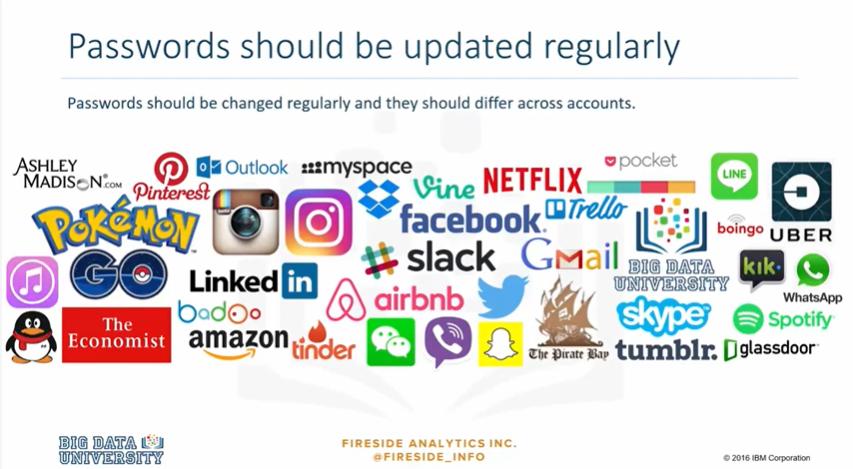 Passwords should be updated regularly
Passwords should be changed regularly and they should differ across accounts.
ASHLEY
MADISON®.COM
Pinterest
Outlook
myspace
Vine
NETFLIX
pocket
LINE
UBER
POKÉMON
GO
facebook.
Trello
boingo
slack
Gmail
BIG DATA
UNIVERSITY
kik
WhatsApp
Linked in
airbnb
badoo
amazon
The
Economist
tinder
The Pirate Bay
skype
Spotify
tumblr.
glassdoor
BIG DATA
UNIVERSITY
FIRESIDE ANALYTICS INC.
@FIRESIDE_INFO
© 2016 IBM Corporation